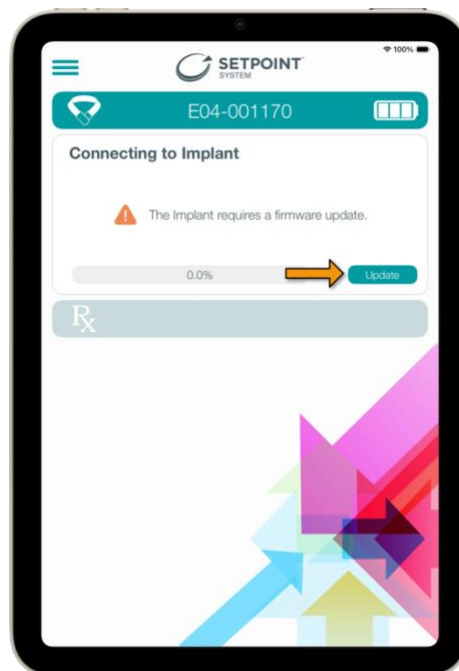 100%
SETPOINT
SYSTEM
E04-001170
Connecting to Implant
The Implant requires a firmware update.
0.0%
Update
Rx